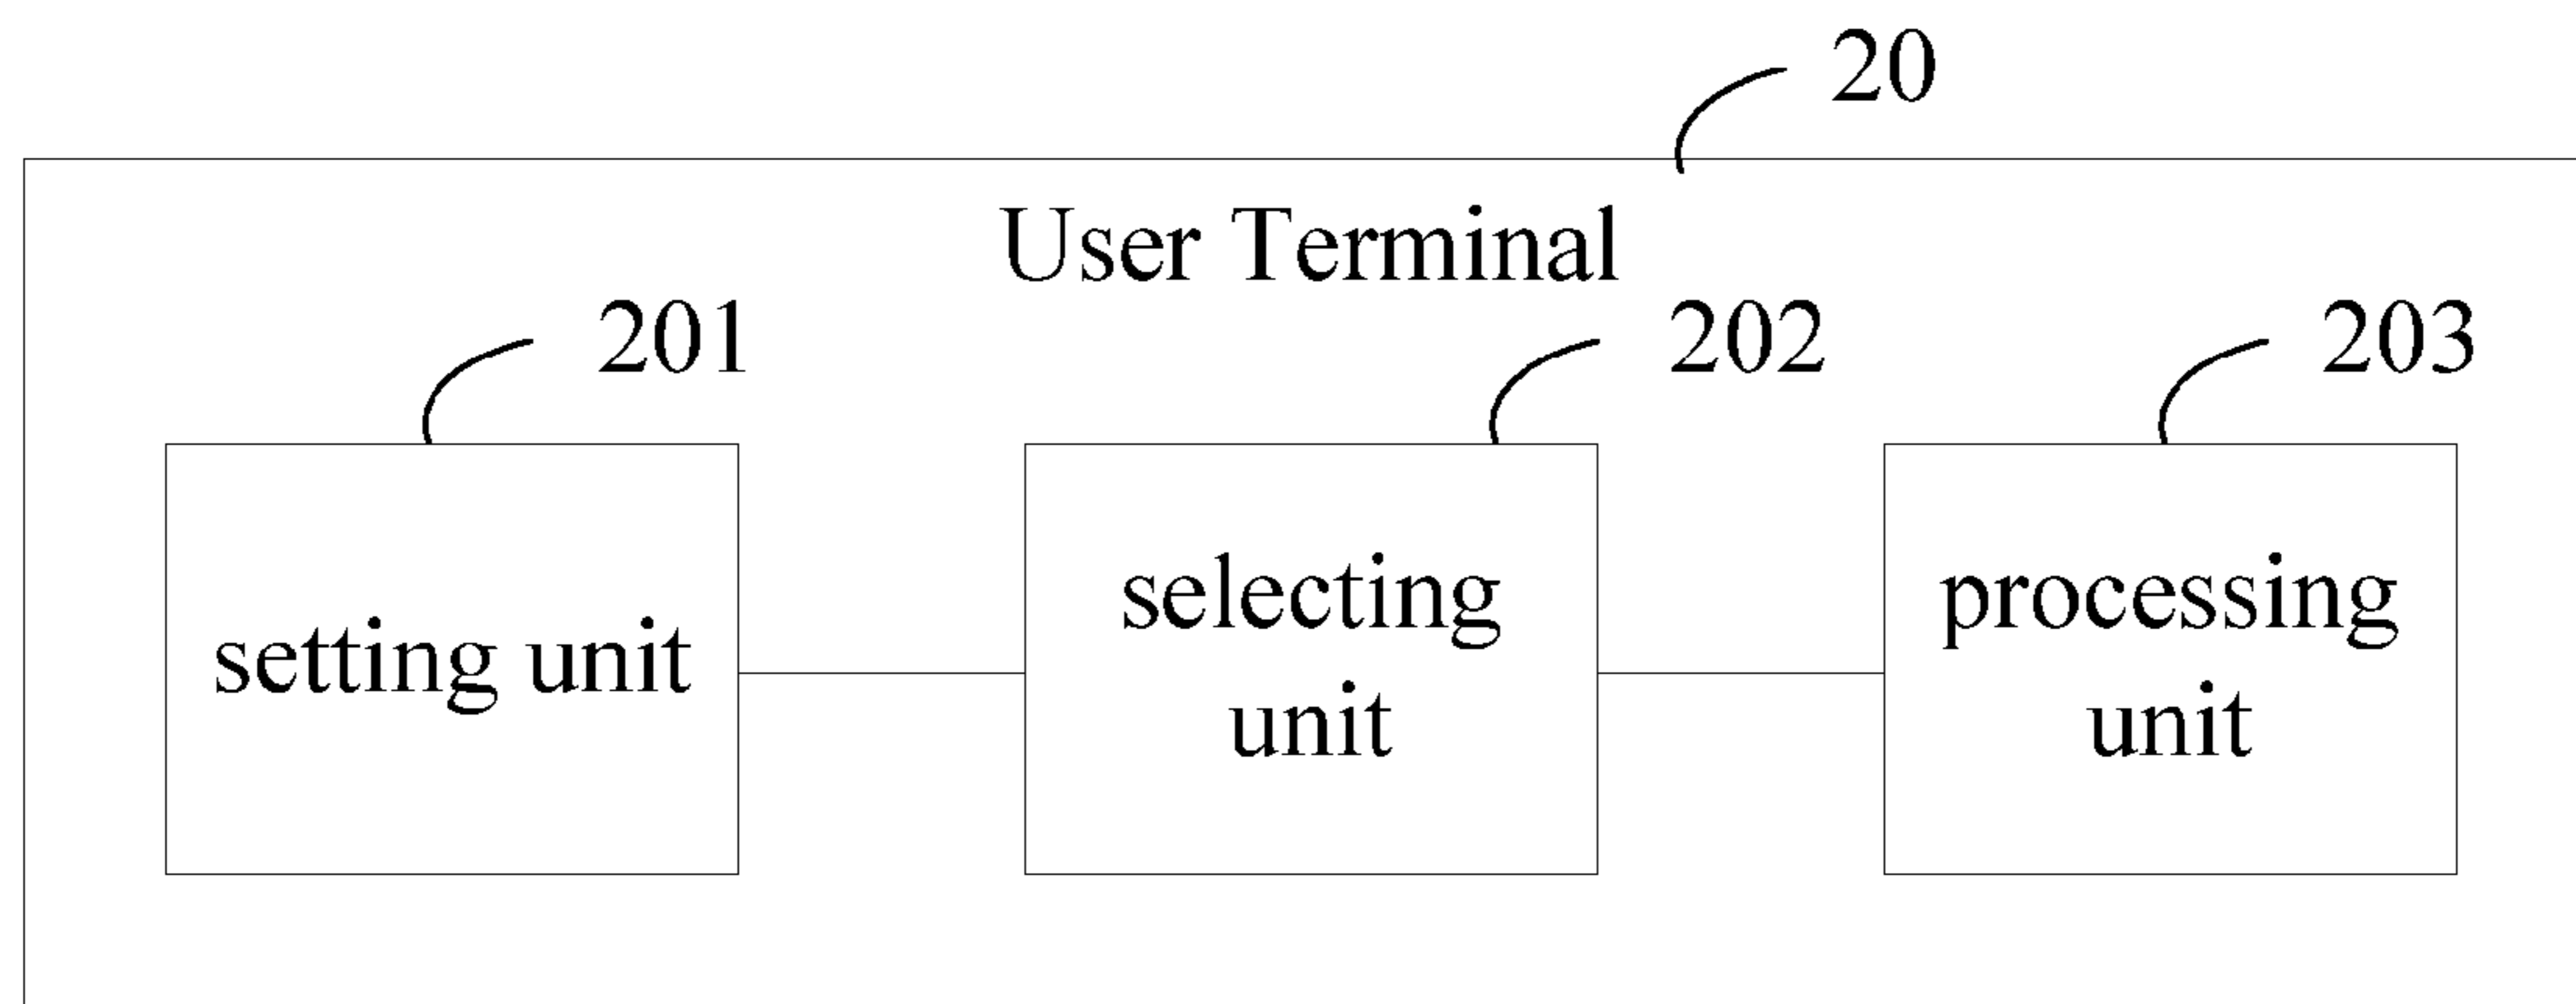 20
User Terminal
201
202
203
setting unit
selecting
unit
processing
unit